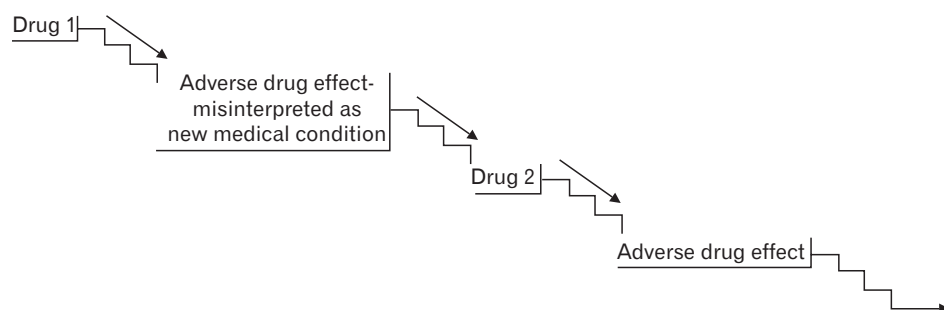 Drug 1
Adverse drug effect-
misinterpreted as
new medical condition
Drug 2
Adverse drug effect